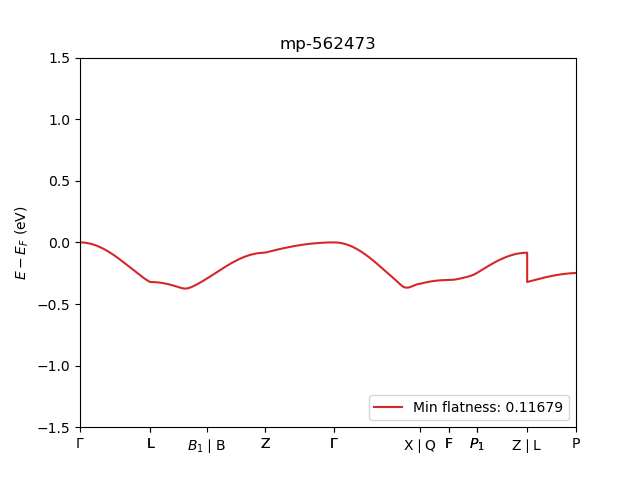 mp-562473
E − E_F (eV)
1.5
1.0
0.5
0.0
−0.5
−1.0
−1.5
Min flatness: 0.11679
Γ L B₁ | B Z Γ X | Q F P₁ Z | L P